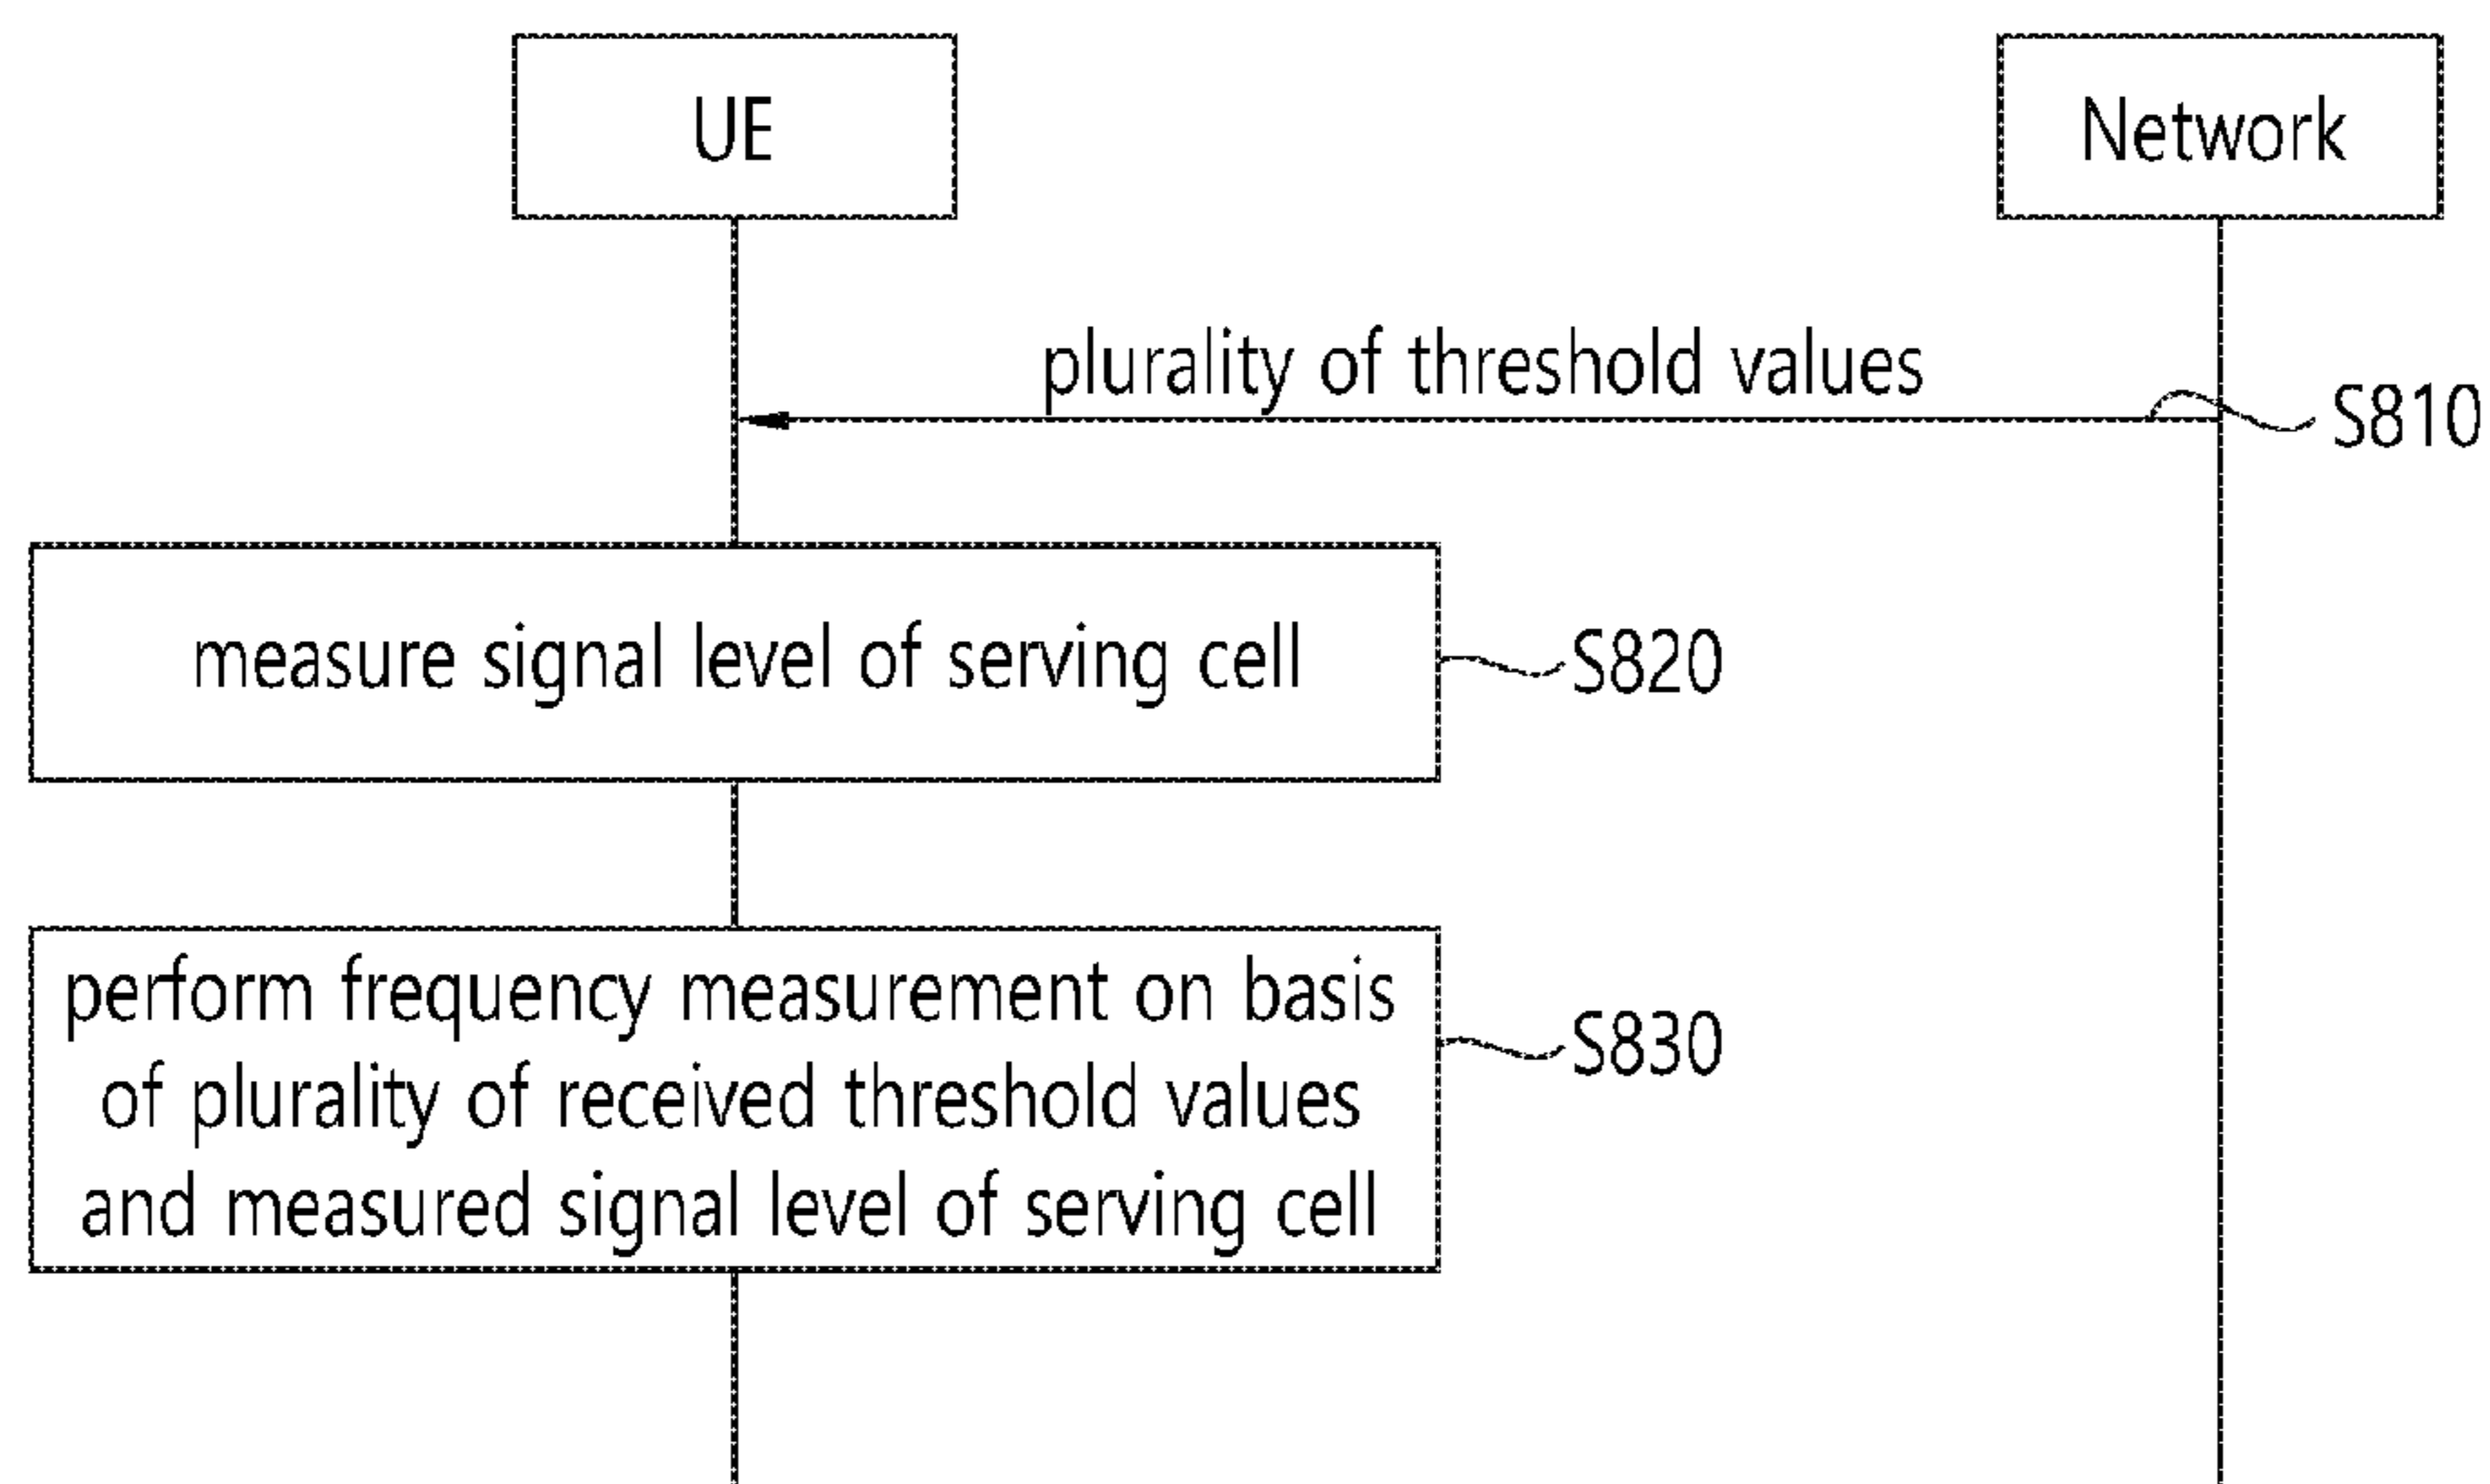 UE
Network
plurality of threshold values
S810
measure signal level of serving cell
S820
perform frequency measurement on basis
of plurality of received threshold values
and measured signal level of serving cell
S830